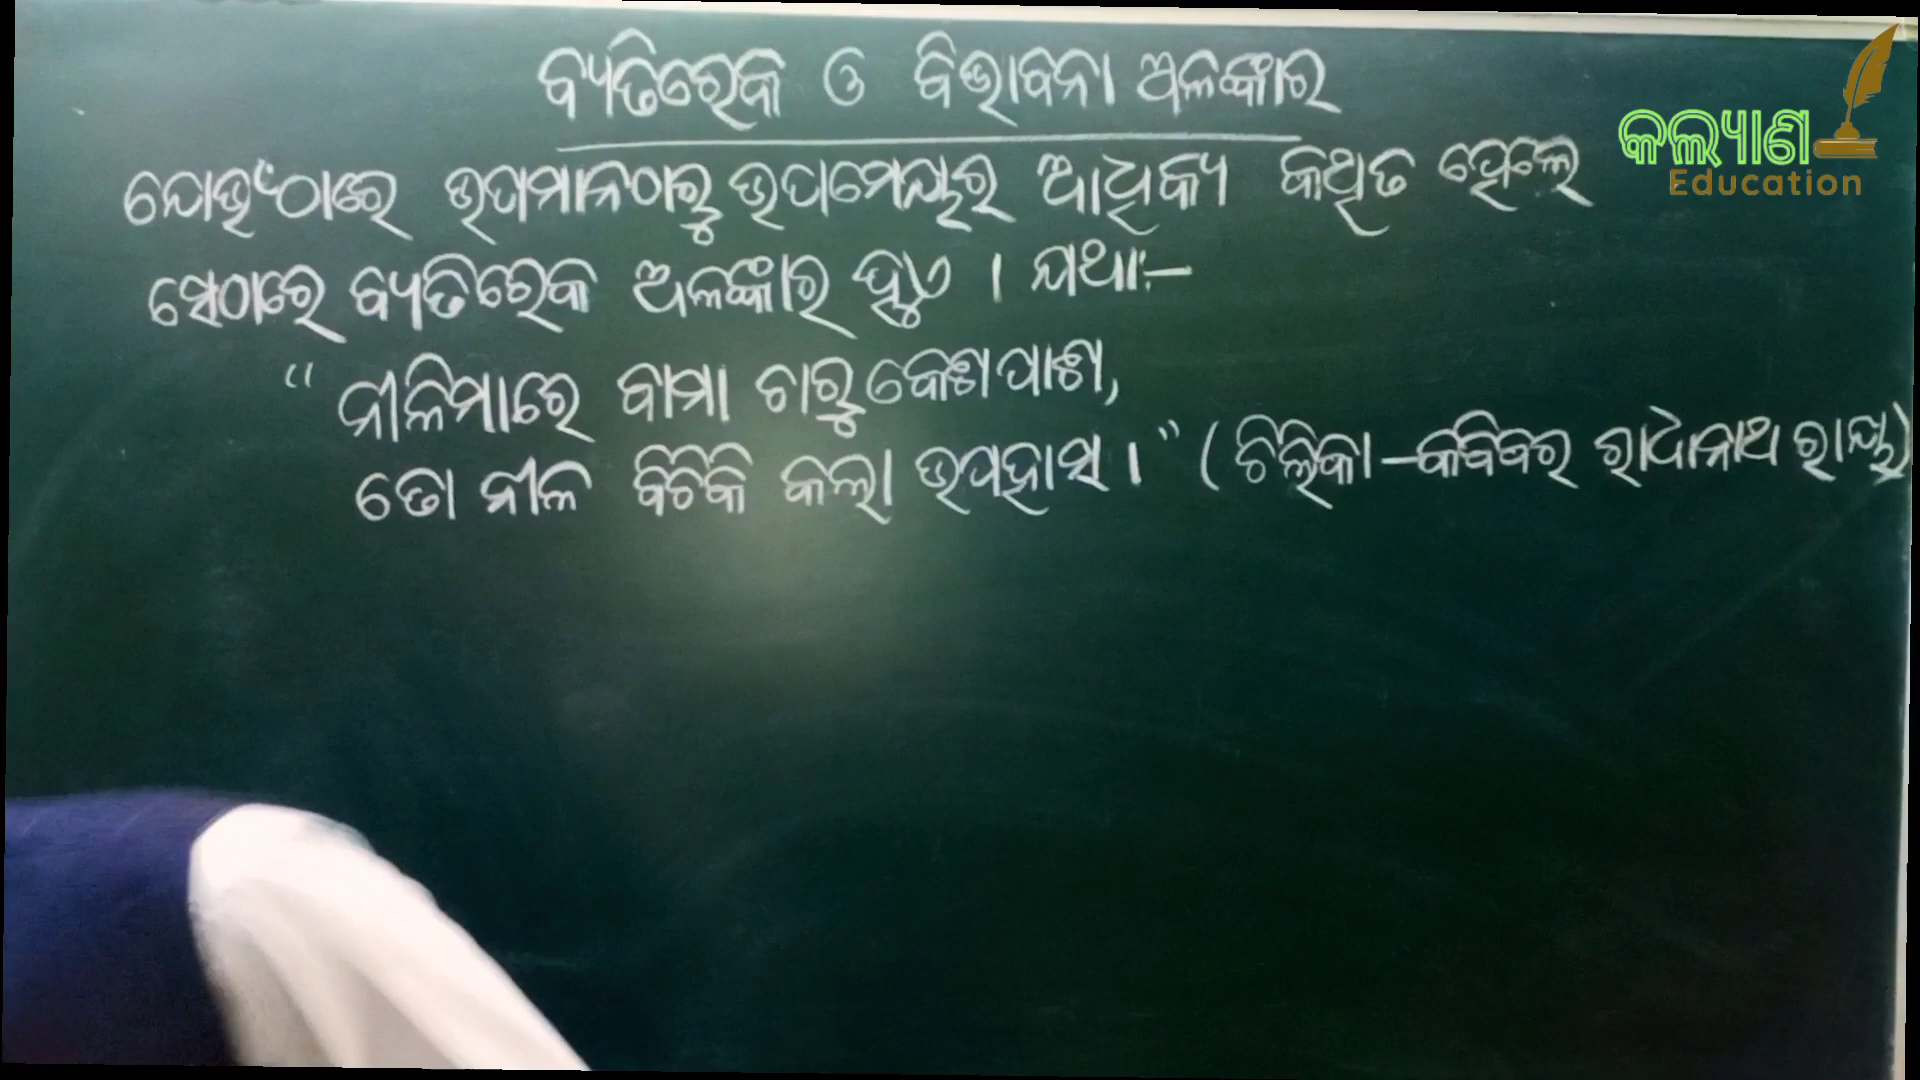 ବ୍ୟତିରେକ ଓ ବିଭାବନା ଅଳଙ୍କାର
ଯେଉଁଠାରେ ଉପମାନଠାରୁ ଉପମେୟର ଆଧିକ୍ୟ କଥିତ ହେଲେ
ସେଠାରେ ବ୍ୟତିରେକ ଅଳଙ୍କାର ହୁଏ । ଯଥା:-
“ ନୀଳିମାରେ ବାମା ଚାରୁ କେଶପାଶ,
ତୋ ନୀଳ ବିଚିକି କଲା ଉପହାସ । ” ( ଚିଲିକା – କବିବର ରାଧାନାଥ ରାୟ )
କଲ୍ୟାଣ
Education